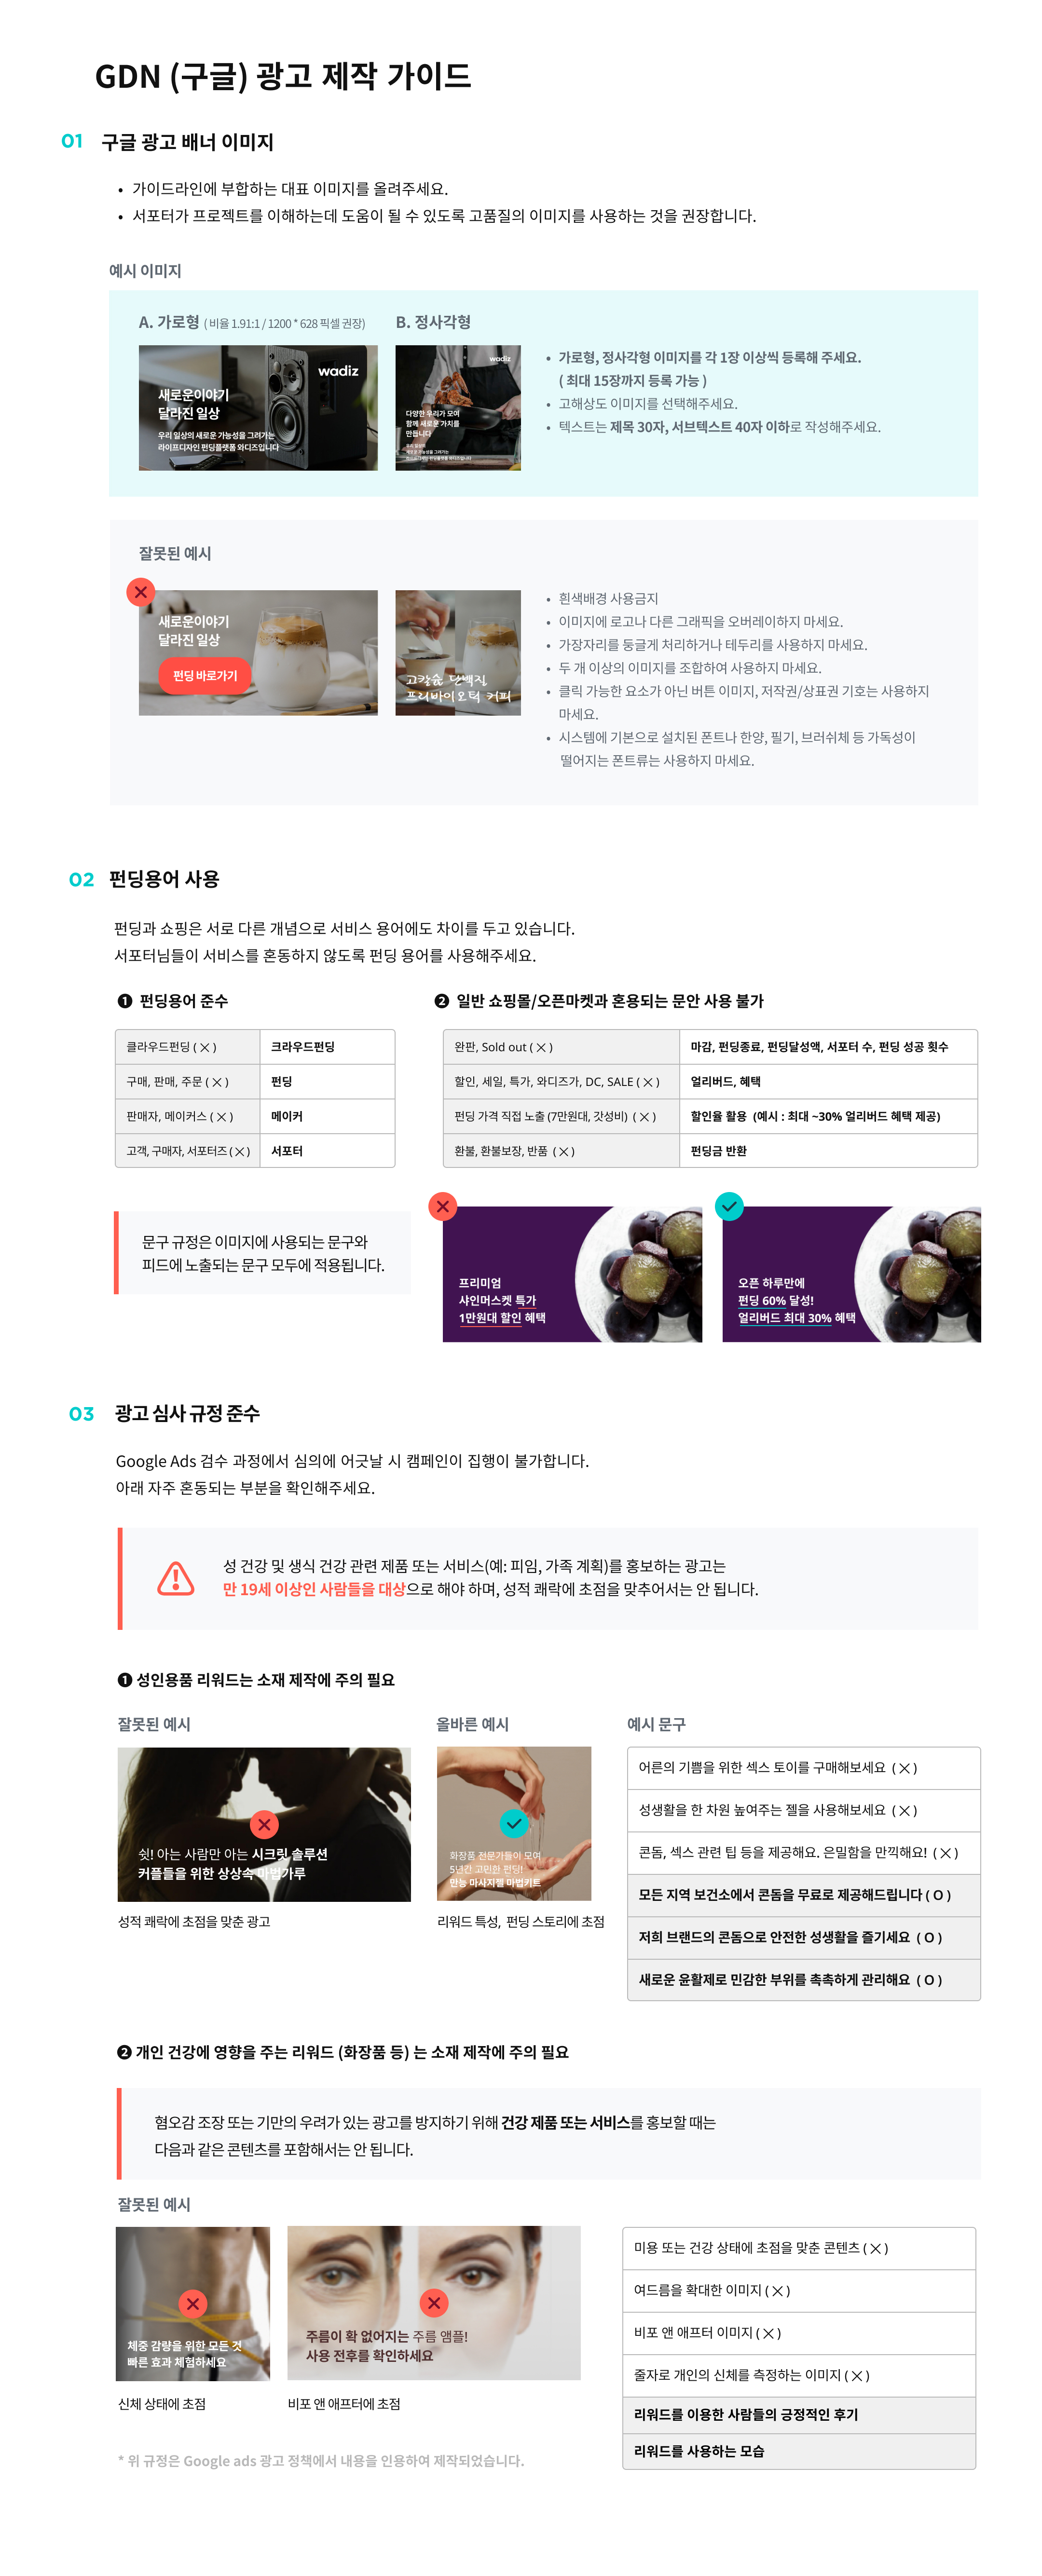 GDN (구글) 광고 제작 가이드
01 구글 광고 배너 이미지
• 가이드라인에 부합하는 대표 이미지를 올려주세요.
• 서포터가 프로젝트를 이해하는데 도움이 될 수 있도록 고품질의 이미지를 사용하는 것을 권장합니다.
예시 이미지
A. 가로형 ( 비율 1.91:1 / 1200 * 628 픽셀 권장)
wadiz
새로운이야기
달라진 일상
우리 일상의 새로운 가능성을 그려가는
라이프디자인 펀딩플랫폼 와디즈입니다
B. 정사각형
wadiz
다양한 우리가 모여
함께 새로운 가치를
만듭니다
새로운 가능성을 그려가는
• 가로형, 정사각형 이미지를 각 1장 이상씩 등록해 주세요.
( 최대 15장까지 등록 가능 )
• 고해상도 이미지를 선택해주세요.
• 텍스트는 제목 30자, 서브텍스트 40자 이하로 작성해주세요.
잘못된 예시
새로운이야기
달라진 일상
펀딩 바로가기
고칼슘 단백질
프리바이오틱 커피
• 흰색배경 사용금지
• 이미지에 로고나 다른 그래픽을 오버레이하지 마세요.
• 가장자리를 둥글게 처리하거나 테두리를 사용하지 마세요.
• 두 개 이상의 이미지를 조합하여 사용하지 마세요.
• 클릭 가능한 요소가 아닌 버튼 이미지, 저작권/상표권 기호는 사용하지
마세요.
• 시스템에 기본으로 설치된 폰트나 한양, 필기, 브러쉬체 등 가독성이
떨어지는 폰트류는 사용하지 마세요.
02 펀딩용어 사용
펀딩과 쇼핑은 서로 다른 개념으로 서비스 용어에도 차이를 두고 있습니다.
서포터님들이 서비스를 혼동하지 않도록 펀딩 용어를 사용해주세요.
❶ 펀딩용어 준수
클라우드펀딩 ( X ) 크라우드펀딩
구매, 판매, 주문 ( X ) 펀딩
판매자, 메이커스 ( X ) 메이커
고객, 구매자, 서포터즈 ( X ) 서포터
❷ 일반 쇼핑몰/오픈마켓과 혼용되는 문안 사용 불가
완판, Sold out ( X ) 마감, 펀딩종료, 펀딩달성액, 서포터 수, 펀딩 성공 횟수
할인, 세일, 특가, 와디즈가, DC, SALE ( X ) 얼리버드, 혜택
펀딩 가격 직접 노출 (7만원대, 갓성비) ( X ) 할인율 활용 (예시 : 최대 ~30% 얼리버드 혜택 제공)
환불, 환불보장, 반품 ( X ) 펀딩금 반환
문구 규정은 이미지에 사용되는 문구와
피드에 노출되는 문구 모두에 적용됩니다.
프리미엄
샤인머스켓 특가
1만원대 할인 혜택
오픈 하루만에
펀딩 60% 달성!
얼리버드 최대 30% 혜택
03 광고 심사 규정 준수
Google Ads 검수 과정에서 심의에 어긋날 시 캠페인이 집행이 불가합니다.
아래 자주 혼동되는 부분을 확인해주세요.
성 건강 및 생식 건강 관련 제품 또는 서비스(예: 피임, 가족 계획)를 홍보하는 광고는
만 19세 이상인 사람들을 대상으로 해야 하며, 성적 쾌락에 초점을 맞추어서는 안 됩니다.
❶ 성인용품 리워드는 소재 제작에 주의 필요
잘못된 예시
쉿! 아는 사람만 아는 시크릿 솔루션
커플들을 위한 상상속 마법가루
성적 쾌락에 초점을 맞춘 광고
올바른 예시
화장품 전문가들이 모여
5년간 고민한 펀딩!
만능 마사지젤 마법키트
리워드 특성, 펀딩 스토리에 초점
예시 문구
어른의 기쁨을 위한 섹스 토이를 구매해보세요 ( X )
성생활을 한 차원 높여주는 젤을 사용해보세요 ( X )
콘돔, 섹스 관련 팁 등을 제공해요. 은밀함을 만끽해요! ( X )
모든 지역 보건소에서 콘돔을 무료로 제공해드립니다 ( O )
저희 브랜드의 콘돔으로 안전한 성생활을 즐기세요 ( O )
새로운 윤활제로 민감한 부위를 촉촉하게 관리해요 ( O )
❷ 개인 건강에 영향을 주는 리워드 (화장품 등) 는 소재 제작에 주의 필요
혐오감 조장 또는 기만의 우려가 있는 광고를 방지하기 위해 건강 제품 또는 서비스를 홍보할 때는
다음과 같은 콘텐츠를 포함해서는 안 됩니다.
잘못된 예시
체중 감량을 위한 모든 것
빠른 효과 체험하세요
신체 상태에 초점
주름이 확 없어지는 주름 앰플!
사용 전후를 확인하세요
비포 앤 애프터에 초점
미용 또는 건강 상태에 초점을 맞춘 콘텐츠 ( X )
여드름을 확대한 이미지 ( X )
비포 앤 애프터 이미지 ( X )
줄자로 개인의 신체를 측정하는 이미지 ( X )
리워드를 이용한 사람들의 긍정적인 후기
리워드를 사용하는 모습
* 위 규정은 Google ads 광고 정책에서 내용을 인용하여 제작되었습니다.